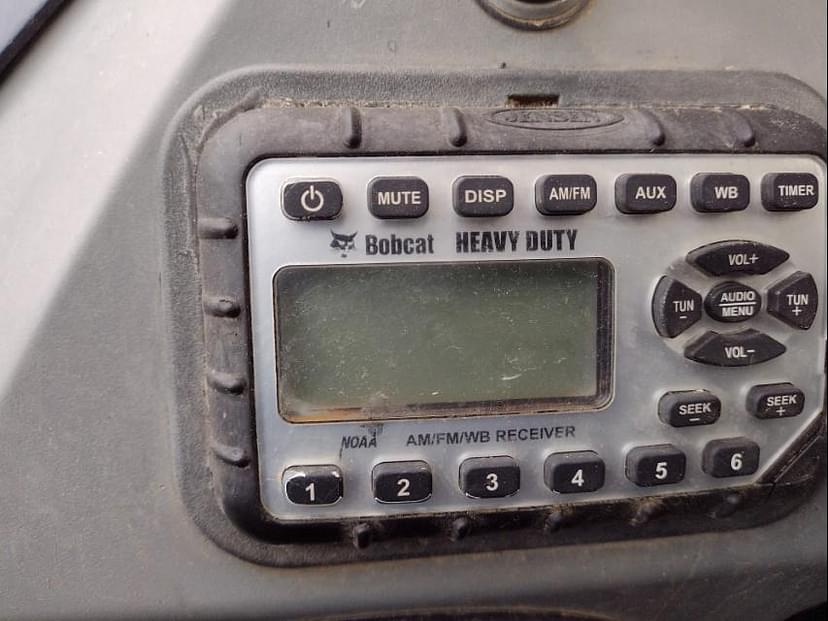 JENSEN
MUTE DISP AM/FM AUX WB TIMER
Bobcat HEAVY DUTY
VOL+
TUN - AUDIO MENU TUN +
VOL-
SEEK - SEEK +
NOAA AM/FM/WB RECEIVER
1 2 3 4 5 6